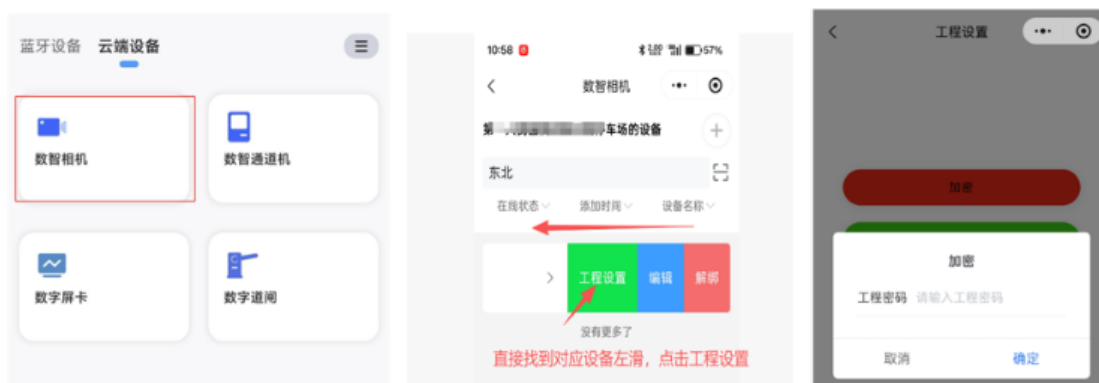 蓝牙设备 云端设备
数智相机
数智通道机
数字屏卡
数字道闸
10:58
57%
数智相机
第
车场的设备
东北
在线状态
添加时间
设备名称
工程设置
编辑
解绑
没有更多了
直接找到对应设备左滑，点击工程设置
工程设置
加密
加密
工程密码 请输入工程密码
取消
确定